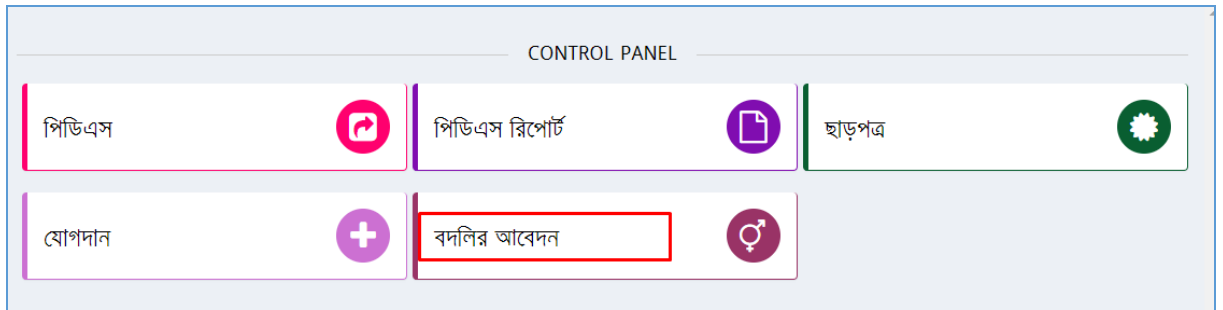 CONTROL PANEL
পিডিএস
পিডিএস রিপোর্ট
ছাড়পত্র
যোগদান
বদলির আবেদন